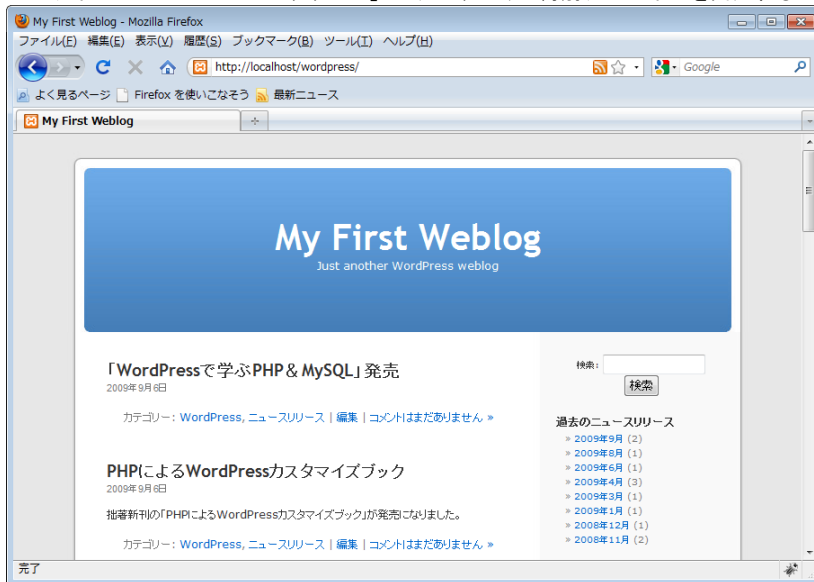 My First Weblog - Mozilla Firefox
ファイル(F) 編集(E) 表示(V) 履歴(S) ブックマーク(B) ツール(T) ヘルプ(H)
http://localhost/wordpress/
Google
よく見るページ Firefox を使いこなそう 最新ニュース
My First Weblog
My First Weblog
Just another WordPress weblog
「WordPressで学ぶPHP＆MySQL」発売
2009年9月6日
カテゴリー: WordPress, ニュースリリース | 編集 | コメントはまだありません »
PHPによるWordPressカスタマイズブック
2009年9月6日
拙著新刊の「PHPによるWordPressカスタマイズブック」が発売になりました。
カテゴリー: WordPress, ニュースリリース | 編集 | コメントはまだありません »
検索:
検索
過去のニュースリリース
» 2009年9月 (2)
» 2009年8月 (1)
» 2009年6月 (1)
» 2009年4月 (3)
» 2009年3月 (1)
» 2009年1月 (1)
» 2008年12月 (1)
» 2008年11月 (2)
完了